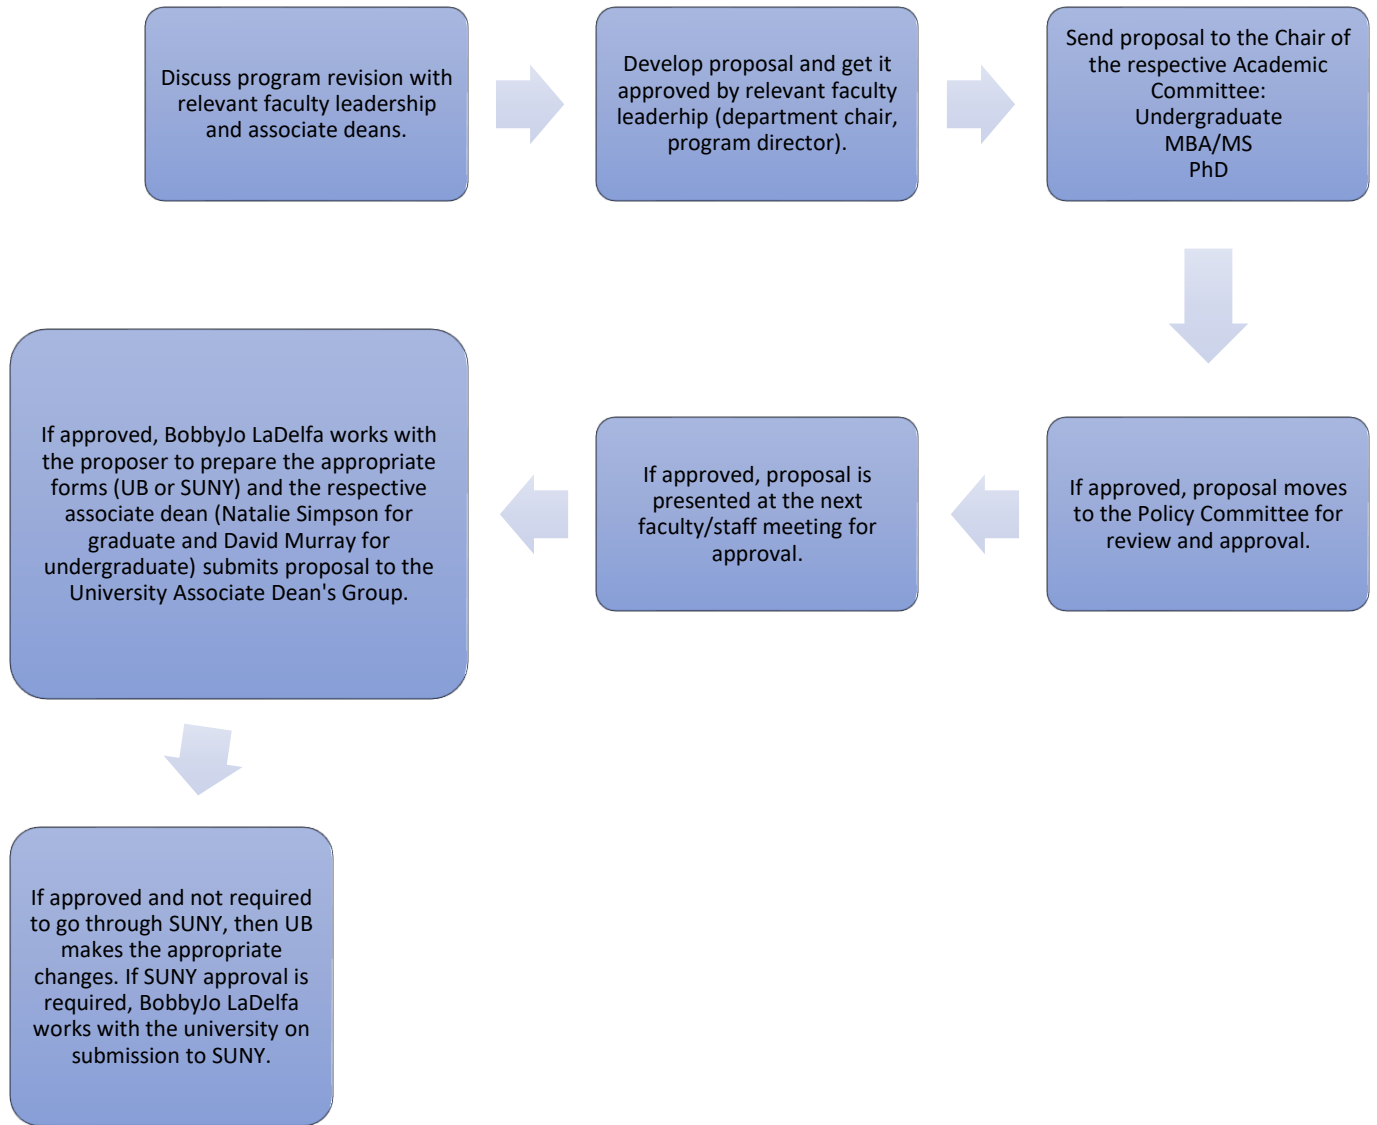 Discuss program revision with
relevant faculty leadership
and associate deans.
Develop proposal and get it
approved by relevant faculty
leaderhip (department chair,
program director).
Send proposal to the Chair of
the respective Academic
Committee:
Undergraduate
MBA/MS
PhD
If approved, proposal moves
to the Policy Committee for
review and approval.
If approved, proposal is
presented at the next
faculty/staff meeting for
approval.
If approved, BobbyJo LaDelfa works with
the proposer to prepare the appropriate
forms (UB or SUNY) and the respective
associate dean (Natalie Simpson for
graduate and David Murray for
undergraduate) submits proposal to the
University Associate Dean's Group.
If approved and not required
to go through SUNY, then UB
makes the appropriate
changes. If SUNY approval is
required, BobbyJo LaDelfa
works with the university on
submission to SUNY.